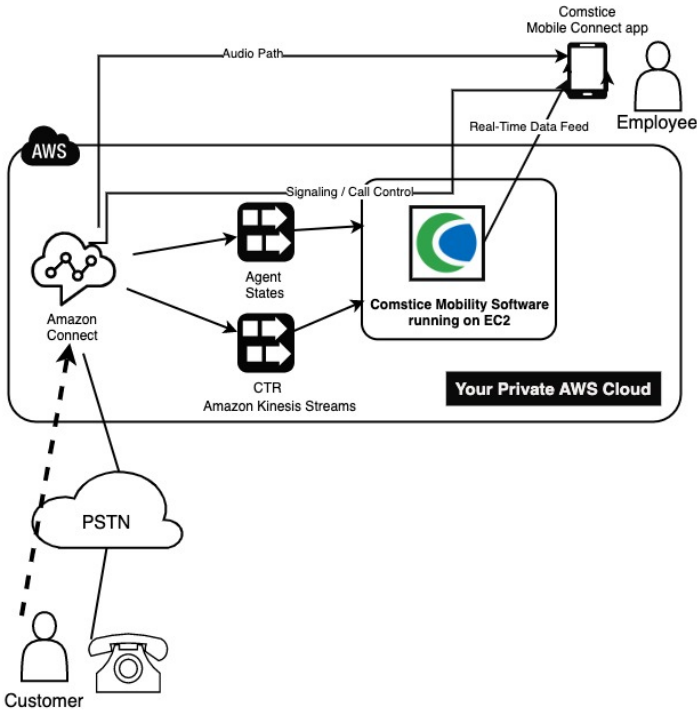 Comstice
Mobile Connect app
Audio Path
Employee
Real-Time Data Feed
AWS
Signaling / Call Control
Agent
States
Comstice Mobility Software
running on EC2
Amazon
Connect
CTR
Amazon Kinesis Streams
Your Private AWS Cloud
PSTN
Customer